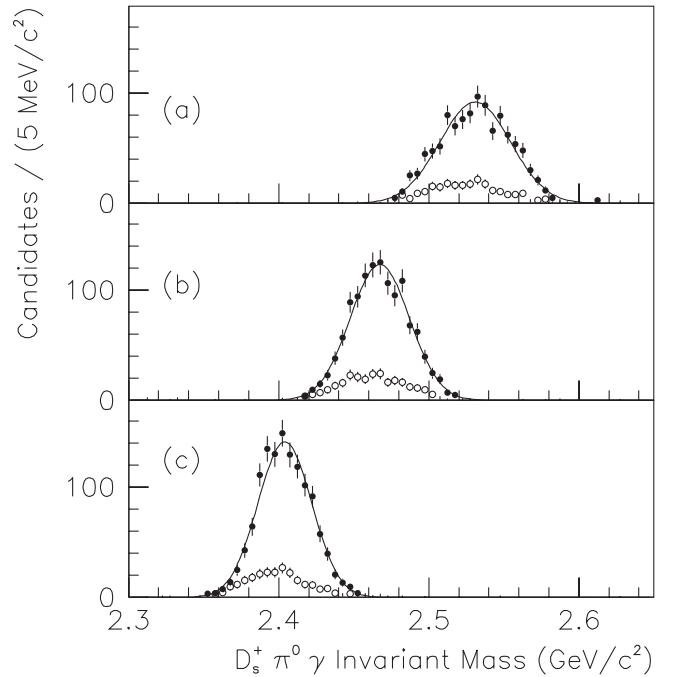 Candidates / (5 MeV/c²)
100
(a)
0
100
(b)
0
100
(c)
0
2.3 2.4 2.5 2.6
D_s⁺ π⁰ γ Invariant Mass (GeV/c²)